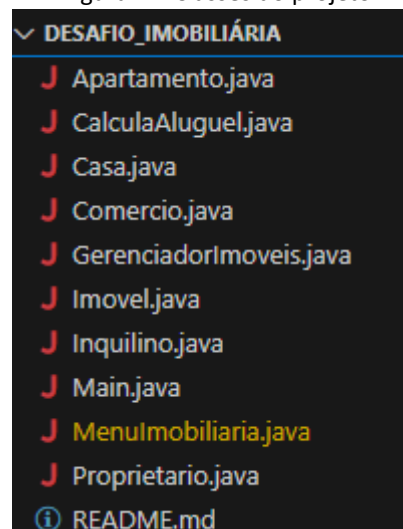 DESAFIO_IMOBILIÁRIA
J Apartamento.java
J CalculaAluguel.java
J Casa.java
J Comercio.java
J GerenciadorImoveis.java
J Imovel.java
J Inquilino.java
J Main.java
J MenuImobiliaria.java
J Proprietario.java
README.md